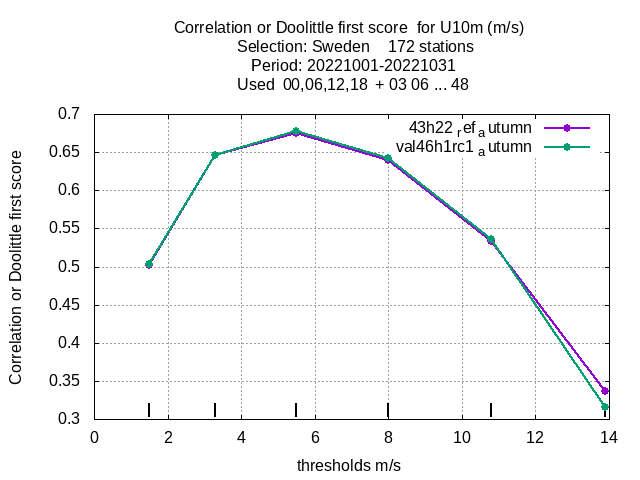 Correlation or Doolittle first score  for U10m (m/s)
Selection: Sweden    172 stations
Period: 20221001-20221031
Used  00,06,12,18  + 03 06 ... 48
0.7
43h22 ref autumn
val46h1rc1 autumn
0.65
0.6
0.55
0.5
0.45
0.4
0.35
0.3
Correlation or Doolittle first score
0 2 4 6 8 10 12 14
thresholds m/s